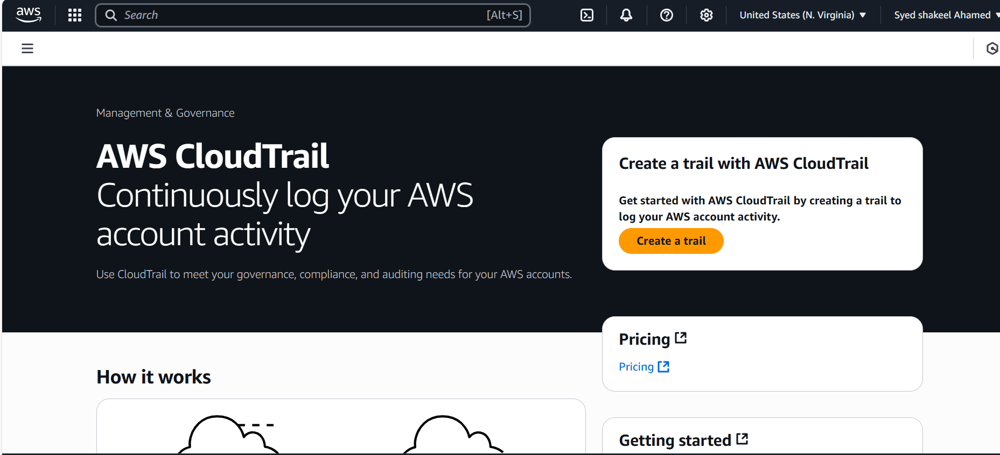 aws
Search
[Alt+S]
United States (N. Virginia)
Syed shakeel Ahamed
Management & Governance
AWS CloudTrail
Continuously log your AWS
account activity
Use CloudTrail to meet your governance, compliance, and auditing needs for your AWS accounts.
Create a trail with AWS CloudTrail
Get started with AWS CloudTrail by creating a trail to
log your AWS account activity.
Create a trail
Pricing
Pricing
How it works
Getting started